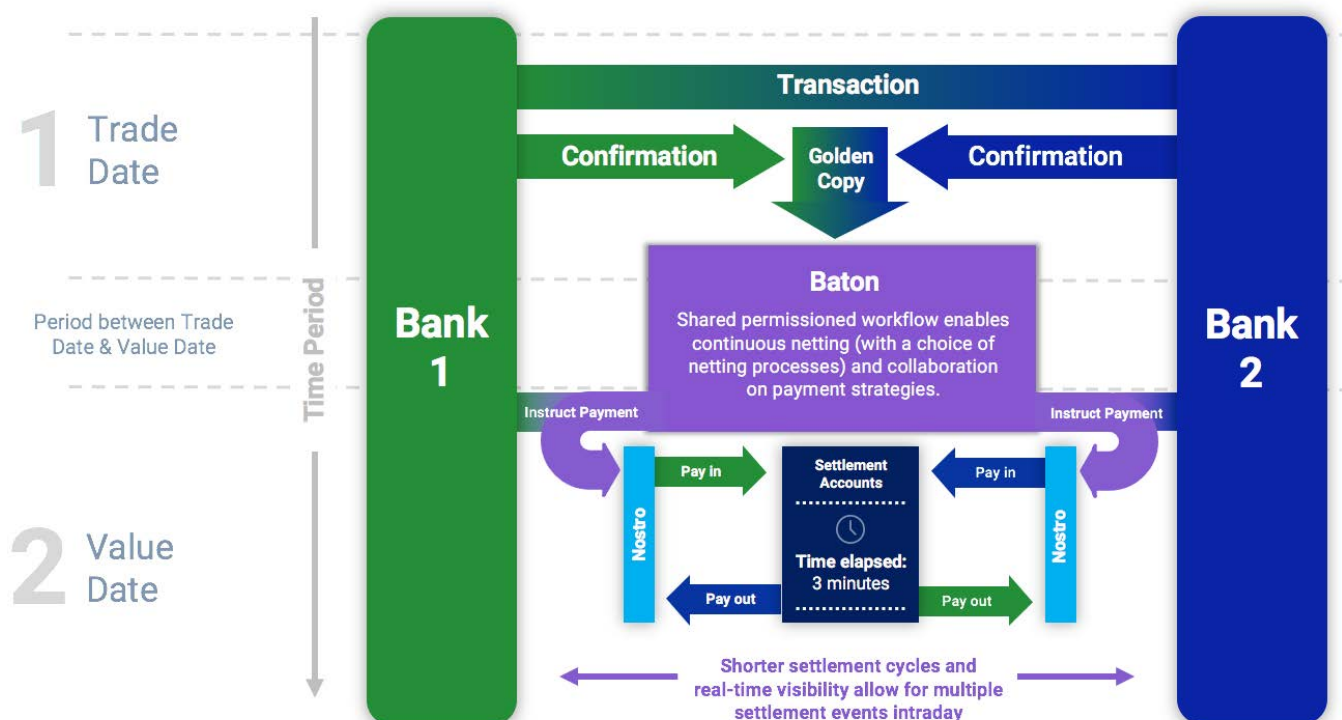 Transaction
1
Trade
Date
Confirmation
Golden
Copy
Confirmation
Time Period
Period between Trade
Date & Value Date
Bank
1
Baton
Shared permissioned workflow enables
continuous netting (with a choice of
netting processes) and collaboration
on payment strategies.
Bank
2
Instruct Payment
Instruct Payment
2
Value
Date
Nostro
Pay in
Settlement
Accounts
Time elapsed:
3 minutes
Pay in
Nostro
Pay out
Pay out
Shorter settlement cycles and
real-time visibility allow for multiple
settlement events intraday